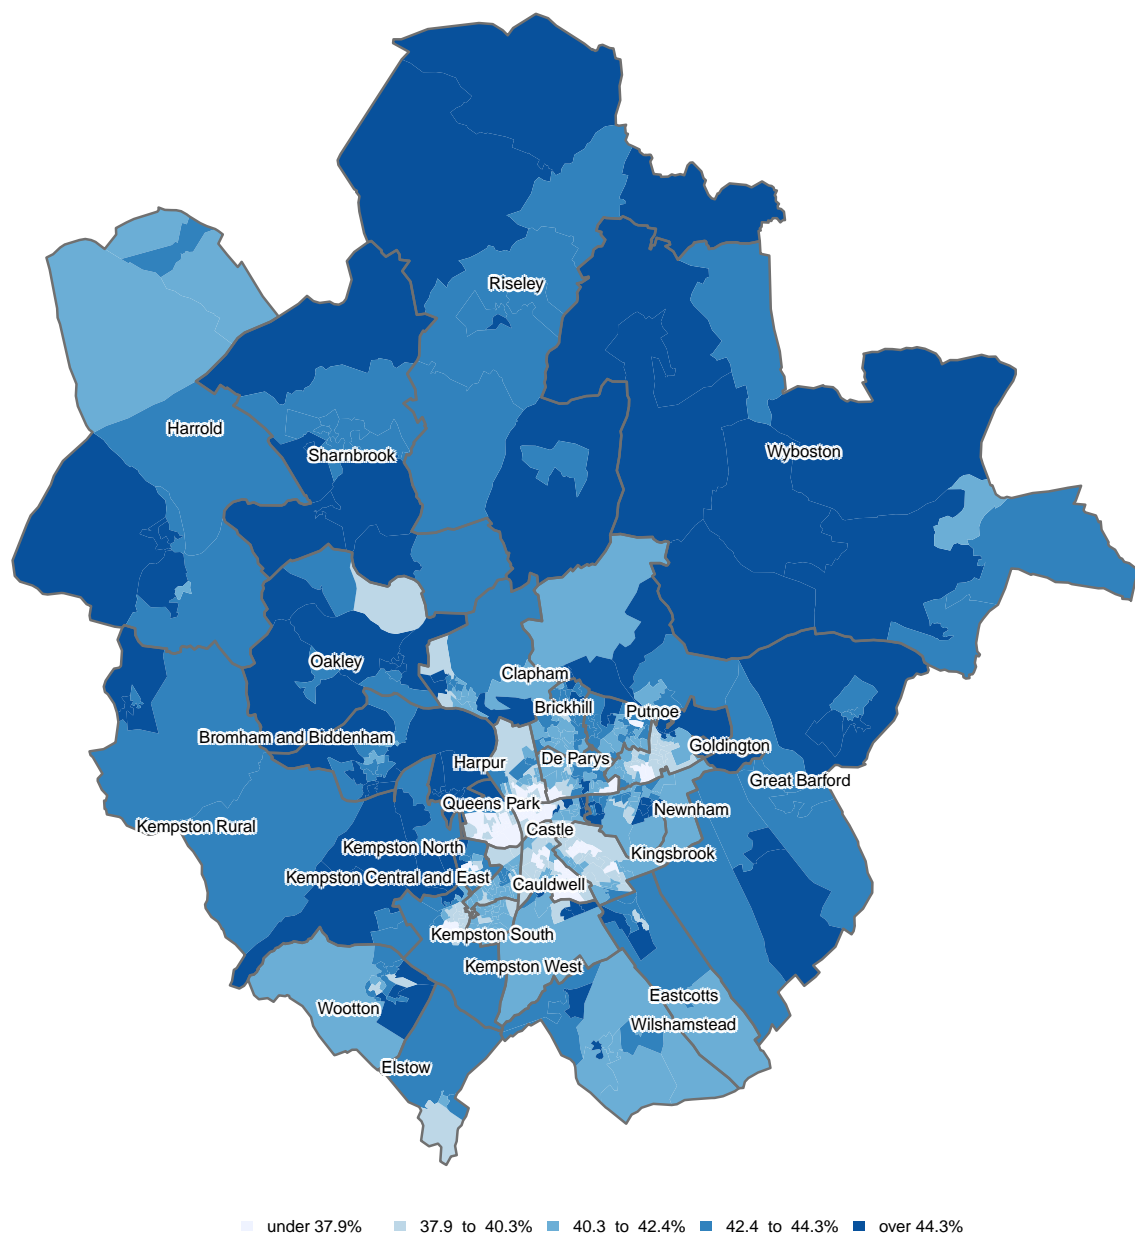 Riseley
Harrold
Sharnbrook
Wyboston
Oakley
Clapham
Brickhill
Putnoe
Bromham and Biddenham
Goldington
Harpur
De Parys
Great Barford
Queens Park
Newnham
Kempston Rural
Castle
Kempston North
Kingsbrook
Kempston Central and East
Cauldwell
Kempston South
Kempston West
Eastcotts
Wootton
Wilshamstead
Elstow
under 37.9% 37.9 to 40.3% 40.3 to 42.4% 42.4 to 44.3% over 44.3%